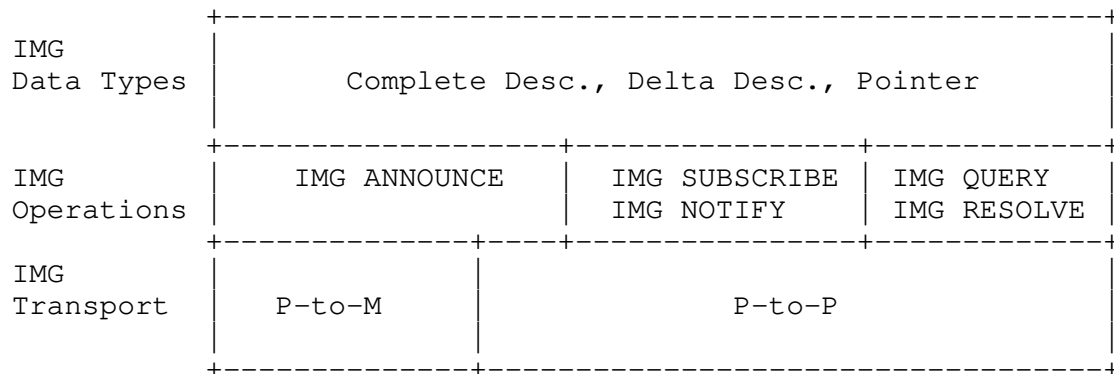 IMG
Data Types Complete Desc., Delta Desc., Pointer
IMG IMG ANNOUNCE IMG SUBSCRIBE IMG QUERY
Operations IMG NOTIFY IMG RESOLVE
IMG
Transport P-to-M P-to-P